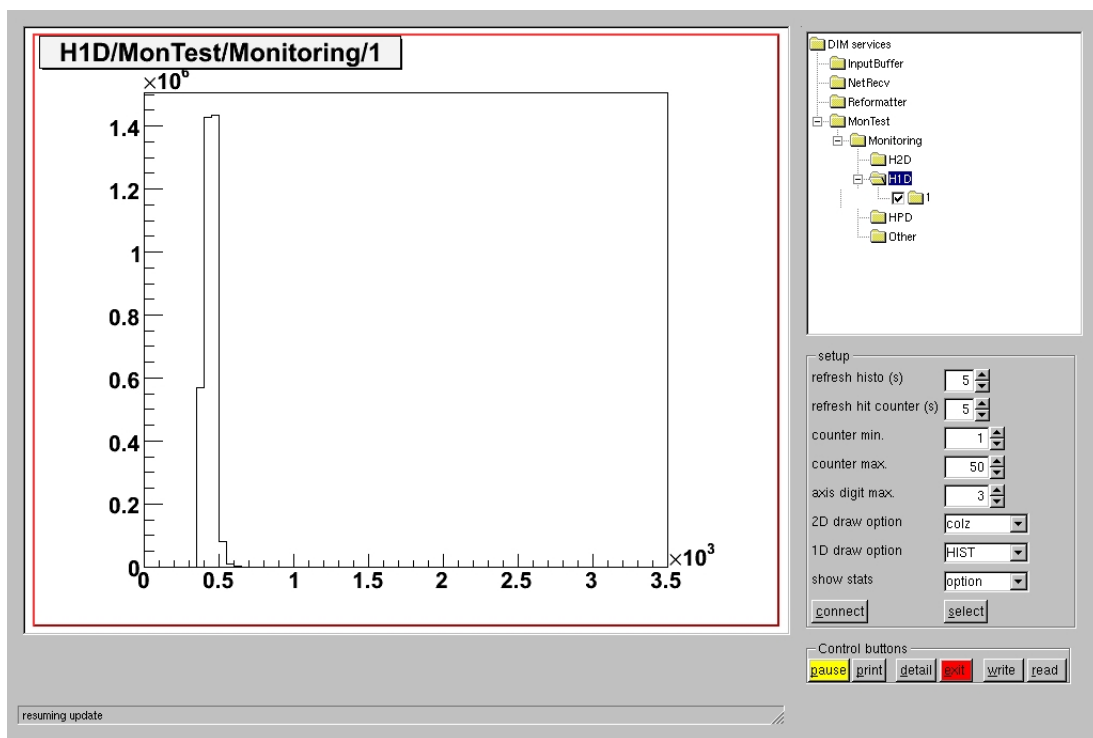 H1D/MonTest/Monitoring/1
×10⁶
1.4
1.2
1
0.8
0.6
0.4
0.2
0
0 0.5 1 1.5 2 2.5 3 3.5
×10³
DIM services
InputBuffer
NetRecv
Reformatter
MonTest
Monitoring
H2D
H1D
1
HPD
Other
setup
refresh histo (s) 5
refresh hit counter (s) 5
counter min. 1
counter max. 50
axis digit max. 3
2D draw option colz
1D draw option HIST
show stats option
connect select
Control buttons
pause print detail exit write read
resuming update